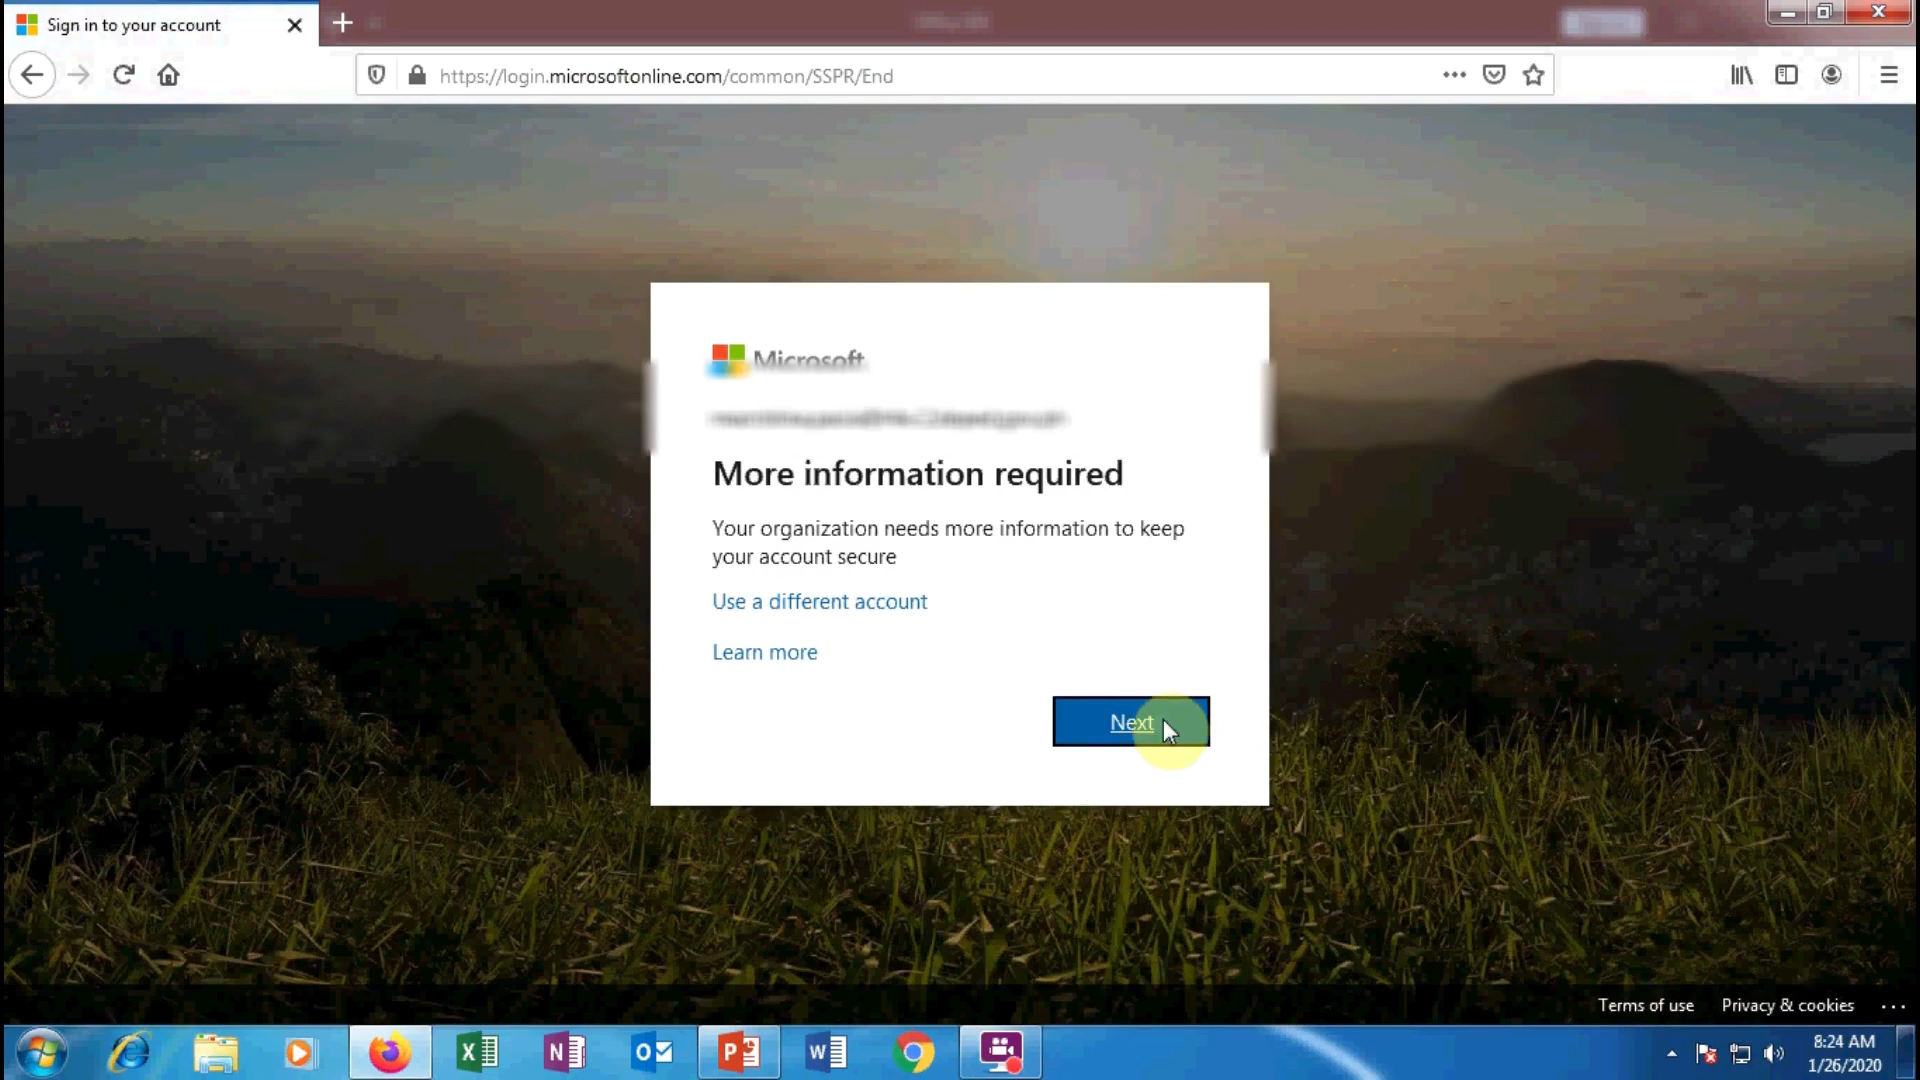 Sign in to your account
https://login.microsoftonline.com/common/SSPR/End
Microsoft
More information required
Your organization needs more information to keep
your account secure
Use a different account
Learn more
Next
Terms of use Privacy & cookies ...
8:24 AM
1/26/2020